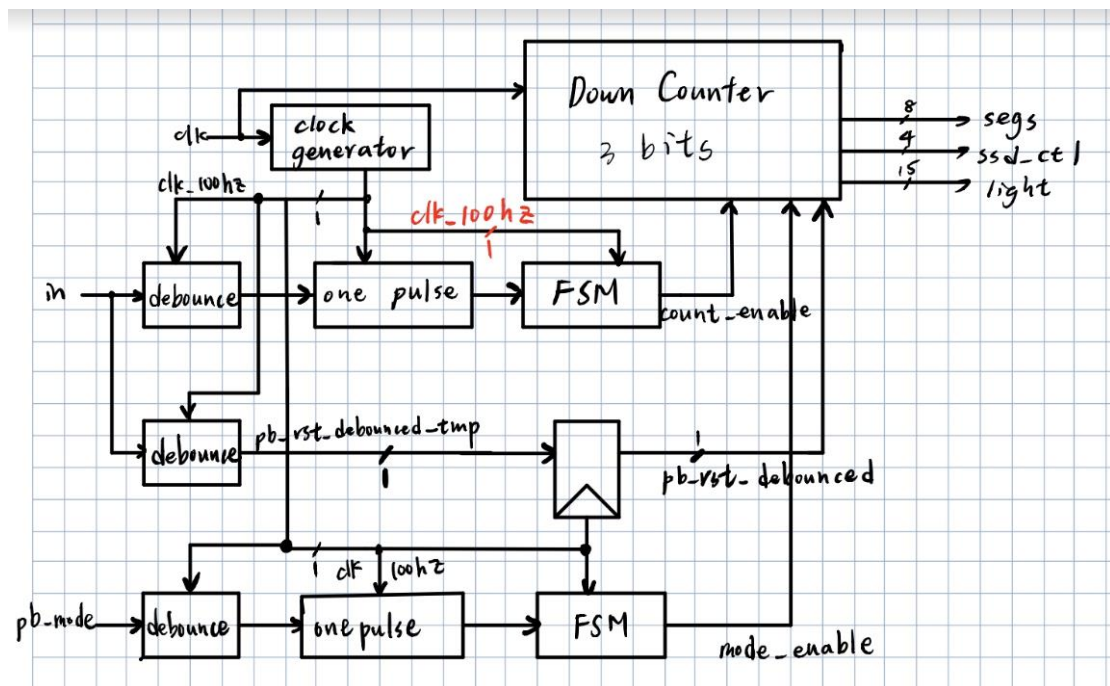 Down Counter
3 bits
8
segs
4
ssd_ctl
15
light
clk
clock
generator
clk_100hz
1
clk_100hz
1
in
debounce
one pulse
FSM
count_enable
debounce
pb_rst_debounced_tmp
1
1
pb_rst_debounced
1
clk 100hz
pb_mode
debounce
one pulse
FSM
mode_enable